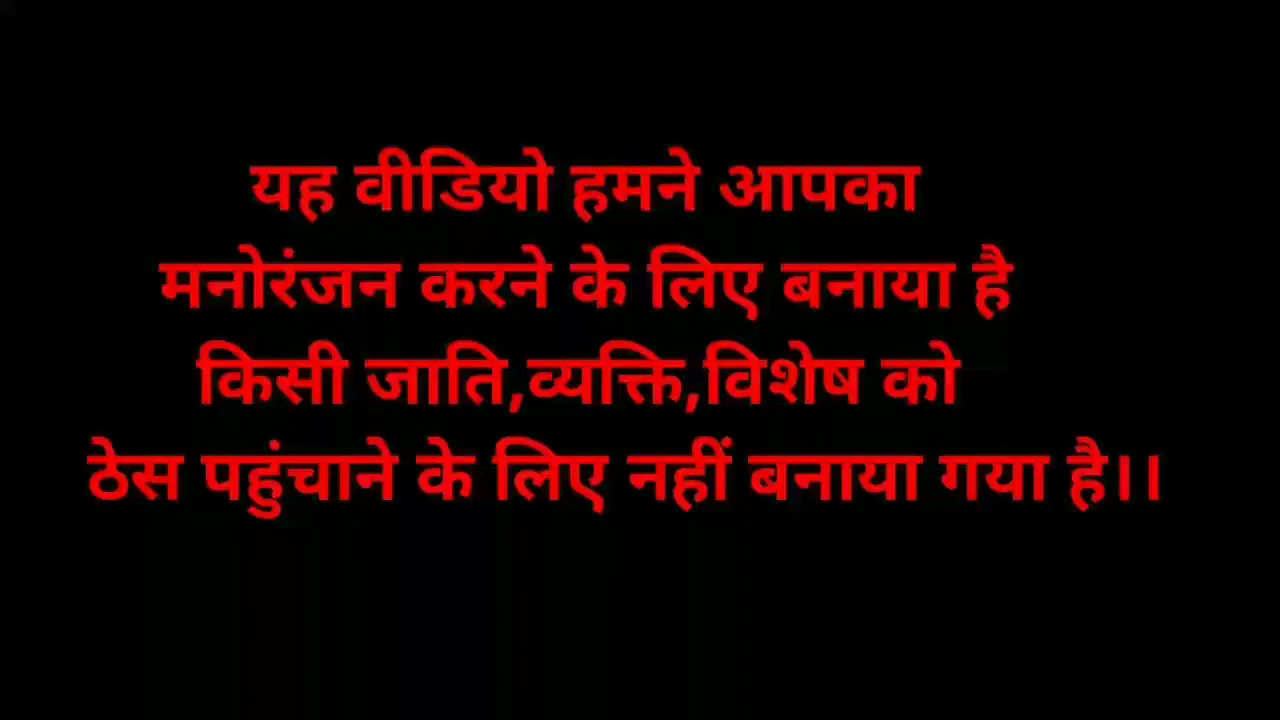 यह वीडियो हमने आपका
मनोरंजन करने के लिए बनाया है
किसी जाति,व्यक्ति,विशेष को
ठेस पहुंचाने के लिए नहीं बनाया गया है।।